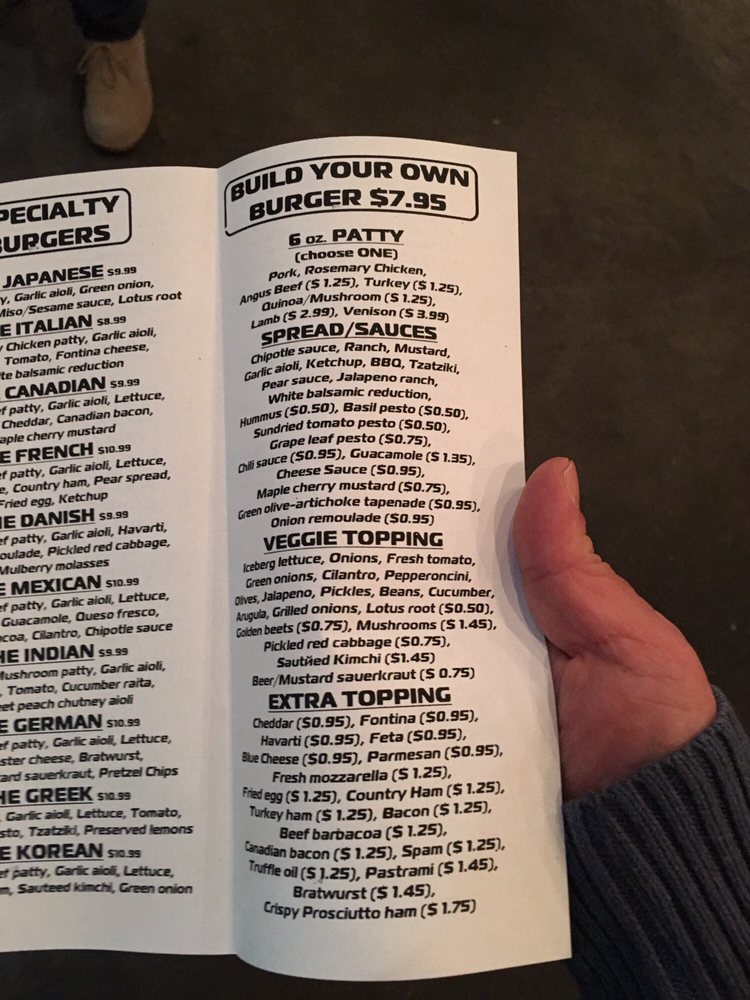 PECIALTY
URGERS
JAPANESE $9.99
Garlic aioli, Green onion,
Miso/Sesame sauce, Lotus root
E ITALIAN $8.99
Chicken patty, Garlic aioli,
Tomato, Fontina cheese,
te balsamic reduction
CANADIAN $9.99
ef patty, Garlic aioli, Lettuce,
Cheddar, Canadian bacon,
aple cherry mustard
E FRENCH $10.99
ef patty, Garlic aioli, Lettuce,
e, Country ham, Pear spread,
Fried egg, Ketchup
HE DANISH $9.99
ef patty, Garlic aioli, Havarti,
oulade, Pickled red cabbage,
Mulberry molasses
E MEXICAN $10.99
ef patty, Garlic aioli, Lettuce,
Guacamole, Queso fresco,
coa, Cilantro, Chipotle sauce
HE INDIAN $9.99
Mushroom patty, Garlic aioli,
, Tomato, Cucumber raita,
eet peach chutney aioli
E GERMAN $10.99
ef patty, Garlic aioli, Lettuce,
ster cheese, Bratwurst,
ard sauerkraut, Pretzel Chips
HE GREEK $10.99
, Garlic aioli, Lettuce, Tomato,
sto, Tzatziki, Preserved lemons
E KOREAN $10.99
ef patty, Garlic aioli, Lettuce,
m, Sauteed kimchi, Green onion
BUILD YOUR OWN
BURGER $7.95
6 oz. PATTY
(choose ONE)
Pork, Rosemary Chicken,
Angus Beef ($ 1.25), Turkey ($ 1.25),
Quinoa/Mushroom ($ 1.25),
Lamb ($ 2.99), Venison ($ 3.99)
SPREAD/SAUCES
Chipotle sauce, Ranch, Mustard,
Garlic aioli, Ketchup, BBQ, Tzatziki,
Pear sauce, Jalapeno ranch,
White balsamic reduction,
Hummus ($0.50), Basil pesto ($0.50),
Sundried tomato pesto ($0.50),
Grape leaf pesto ($0.75),
Chili sauce ($0.95), Guacamole ($ 1.35),
Cheese Sauce ($0.95),
Maple cherry mustard ($0.75),
Green olive-artichoke tapenade ($0.95),
Onion remoulade ($0.95)
VEGGIE TOPPING
Iceberg lettuce, Onions, Fresh tomato,
Green onions, Cilantro, Pepperoncini,
Olives, Jalapeno, Pickles, Beans, Cucumber,
Arugula, Grilled onions, Lotus root ($0.50),
Golden beets ($0.75), Mushrooms ($ 1.45),
Pickled red cabbage ($0.75),
Sautéed Kimchi ($1.45)
Beer/Mustard sauerkraut ($ 0.75)
EXTRA TOPPING
Cheddar ($0.95), Fontina ($0.95),
Havarti ($0.95), Feta ($0.95),
Blue Cheese ($0.95), Parmesan ($0.95),
Fresh mozzarella ($ 1.25),
Fried egg ($ 1.25), Country Ham ($ 1.25),
Turkey ham ($ 1.25), Bacon ($ 1.25),
Beef barbacoa ($ 1.25),
Canadian bacon ($ 1.25), Spam ($ 1.25),
Truffle oil ($ 1.25), Pastrami ($ 1.45),
Bratwurst ($ 1.45),
Crispy Prosciutto ham ($ 1.75)